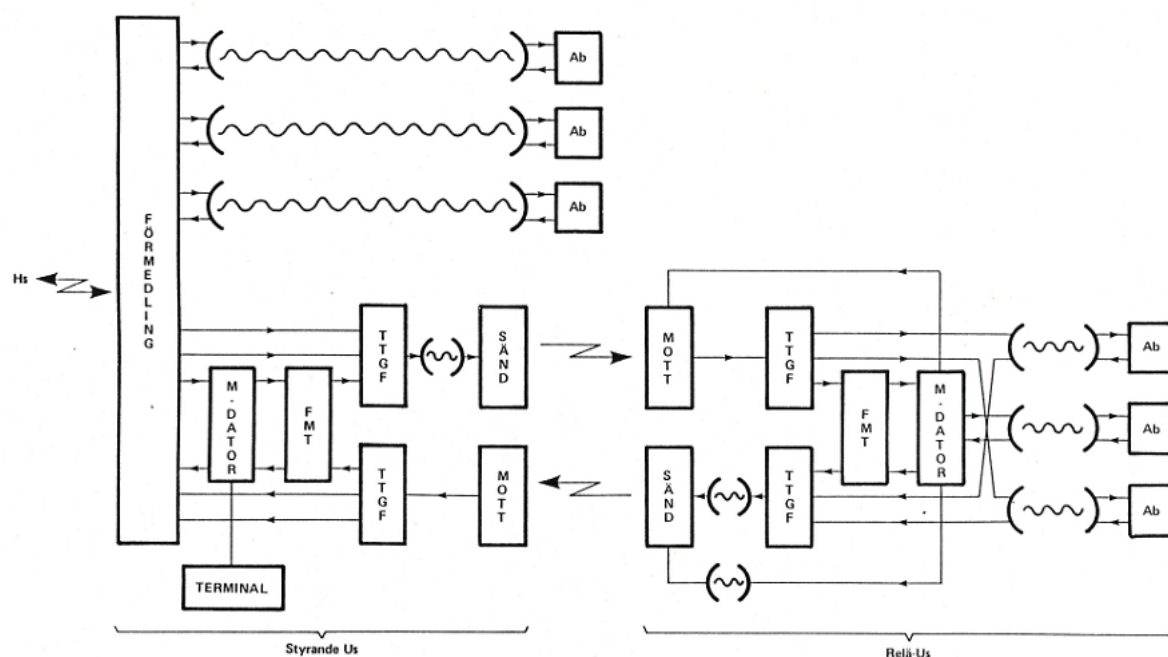 Ab
Ab
Ab
FÖRMEDLING
Hs
TTGF
SÄND
M-DATOR
FMT
TTGF
MOTT
TERMINAL
Styrande Us
MOTT
TTGF
FMT
M-DATOR
SÄND
TTGF
Ab
Ab
Ab
Relä-Us